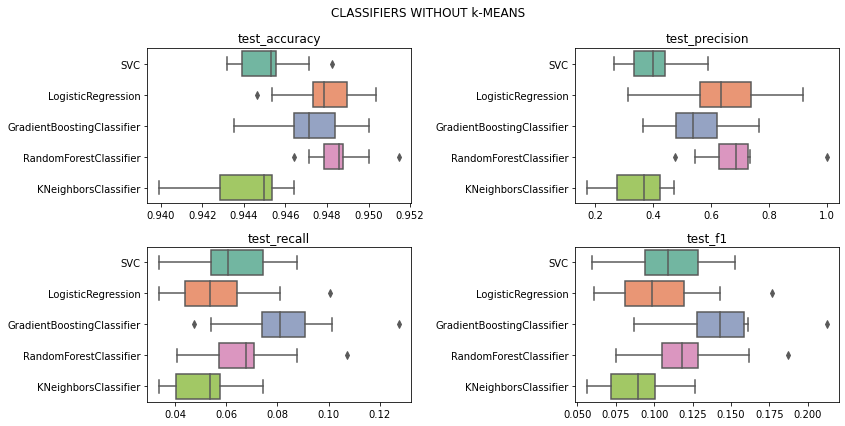 CLASSIFIERS WITHOUT k-MEANS
test_accuracy
SVC
LogisticRegression
GradientBoostingClassifier
RandomForestClassifier
KNeighborsClassifier
0.940 0.942 0.944 0.946 0.948 0.950 0.952
test_precision
SVC
LogisticRegression
GradientBoostingClassifier
RandomForestClassifier
KNeighborsClassifier
0.2 0.4 0.6 0.8 1.0
test_recall
SVC
LogisticRegression
GradientBoostingClassifier
RandomForestClassifier
KNeighborsClassifier
0.04 0.06 0.08 0.10 0.12
test_f1
SVC
LogisticRegression
GradientBoostingClassifier
RandomForestClassifier
KNeighborsClassifier
0.050 0.075 0.100 0.125 0.150 0.175 0.200